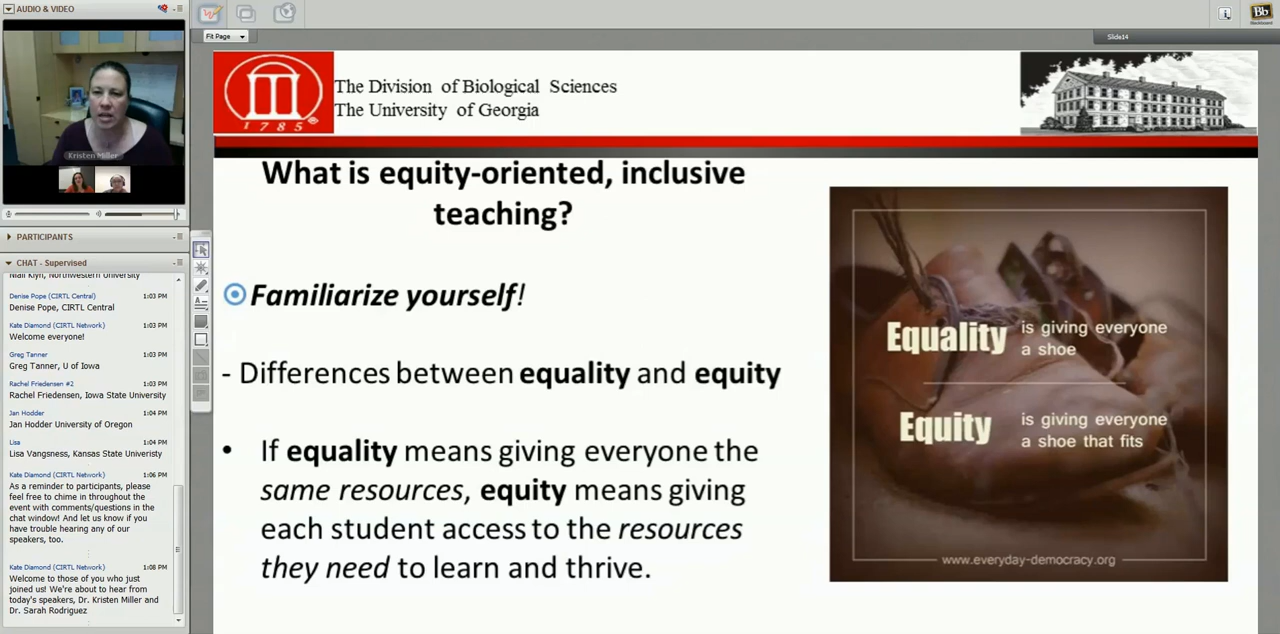 AUDIO & VIDEO
Kristen Miller
PARTICIPANTS
CHAT - Supervised
Niall Klyn, Northwestern University
Denise Pope (CIRTL Central) 1:03 PM
Denise Pope, CIRTL Central
Kate Diamond (CIRTL Network) 1:03 PM
Welcome everyone!
Greg Tanner 1:03 PM
Greg Tanner, U of Iowa
Rachel Friedensen #2 1:03 PM
Rachel Friedensen, Iowa State University
Jan Hodder 1:04 PM
Jan Hodder University of Oregon
Lisa 1:04 PM
Lisa Vangsness, Kansas State Univeristy
Kate Diamond (CIRTL Network) 1:06 PM
As a reminder to participants, please
feel free to chime in throughout the
event with comments/questions in the
chat window! And let us know if you
have trouble hearing any of our
speakers, too.
Kate Diamond (CIRTL Network) 1:08 PM
Welcome to those of you who just
joined us! We're about to hear from
today's speakers, Dr. Kristen Miller and
Dr. Sarah Rodriguez
Fit Page
Slide14
Bb
Blackboard
1785
The Division of Biological Sciences
The University of Georgia
What is equity-oriented, inclusive
teaching?
Familiarize yourself!
- Differences between equality and equity
• If equality means giving everyone the
same resources, equity means giving
each student access to the resources
they need to learn and thrive.
Equality is giving everyone
a shoe
Equity is giving everyone
a shoe that fits
www.everyday-democracy.org